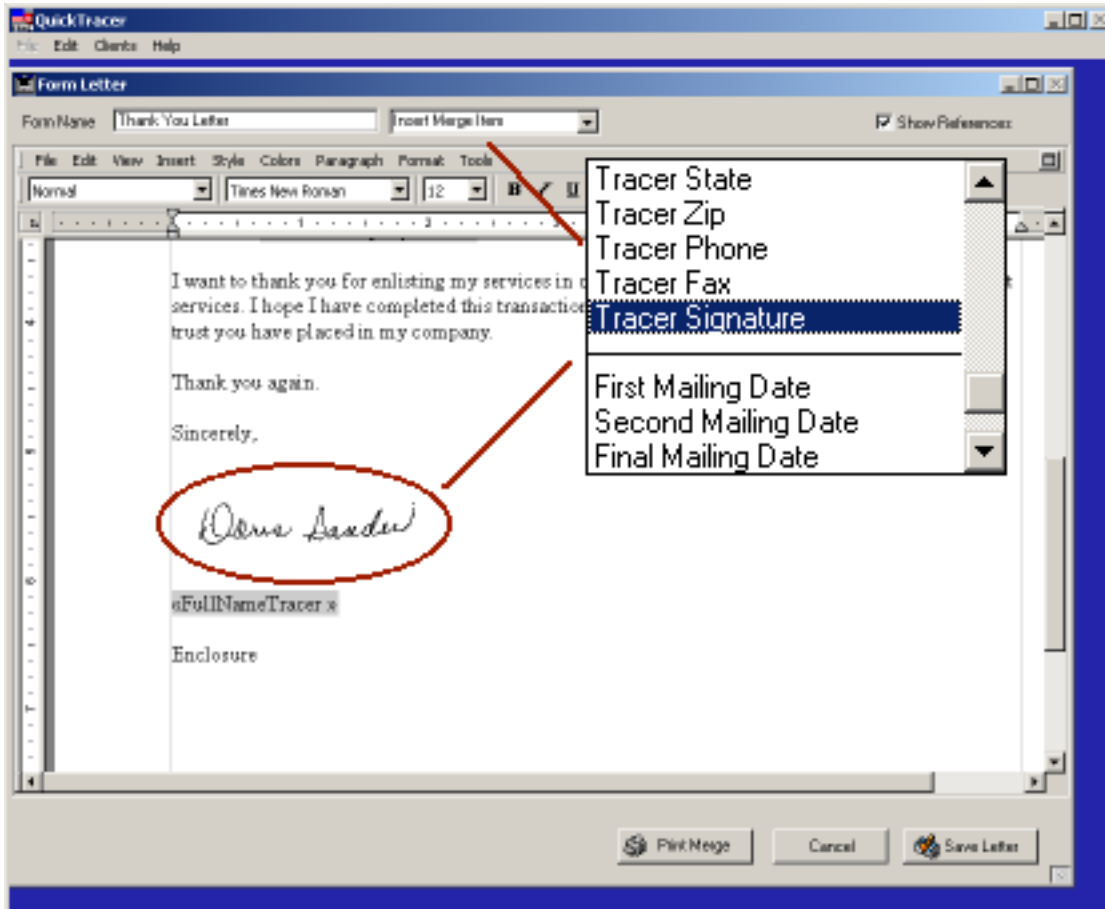 QuickTracer
File Edit Clients Help
Form Letter
Form Name Thank You Letter Insert Merge Item Show References
File Edit View Insert Style Colors Paragraph Format Tools
Normal Times New Roman 12 B I U
I want to thank you for enlisting my services in
services. I hope I have completed this transaction
trust you have placed in my company.
Thank you again.
Sincerely,
«FullNameTracer »
Enclosure
Tracer State
Tracer Zip
Tracer Phone
Tracer Fax
Tracer Signature
First Mailing Date
Second Mailing Date
Final Mailing Date
Print Merge Cancel Save Letter